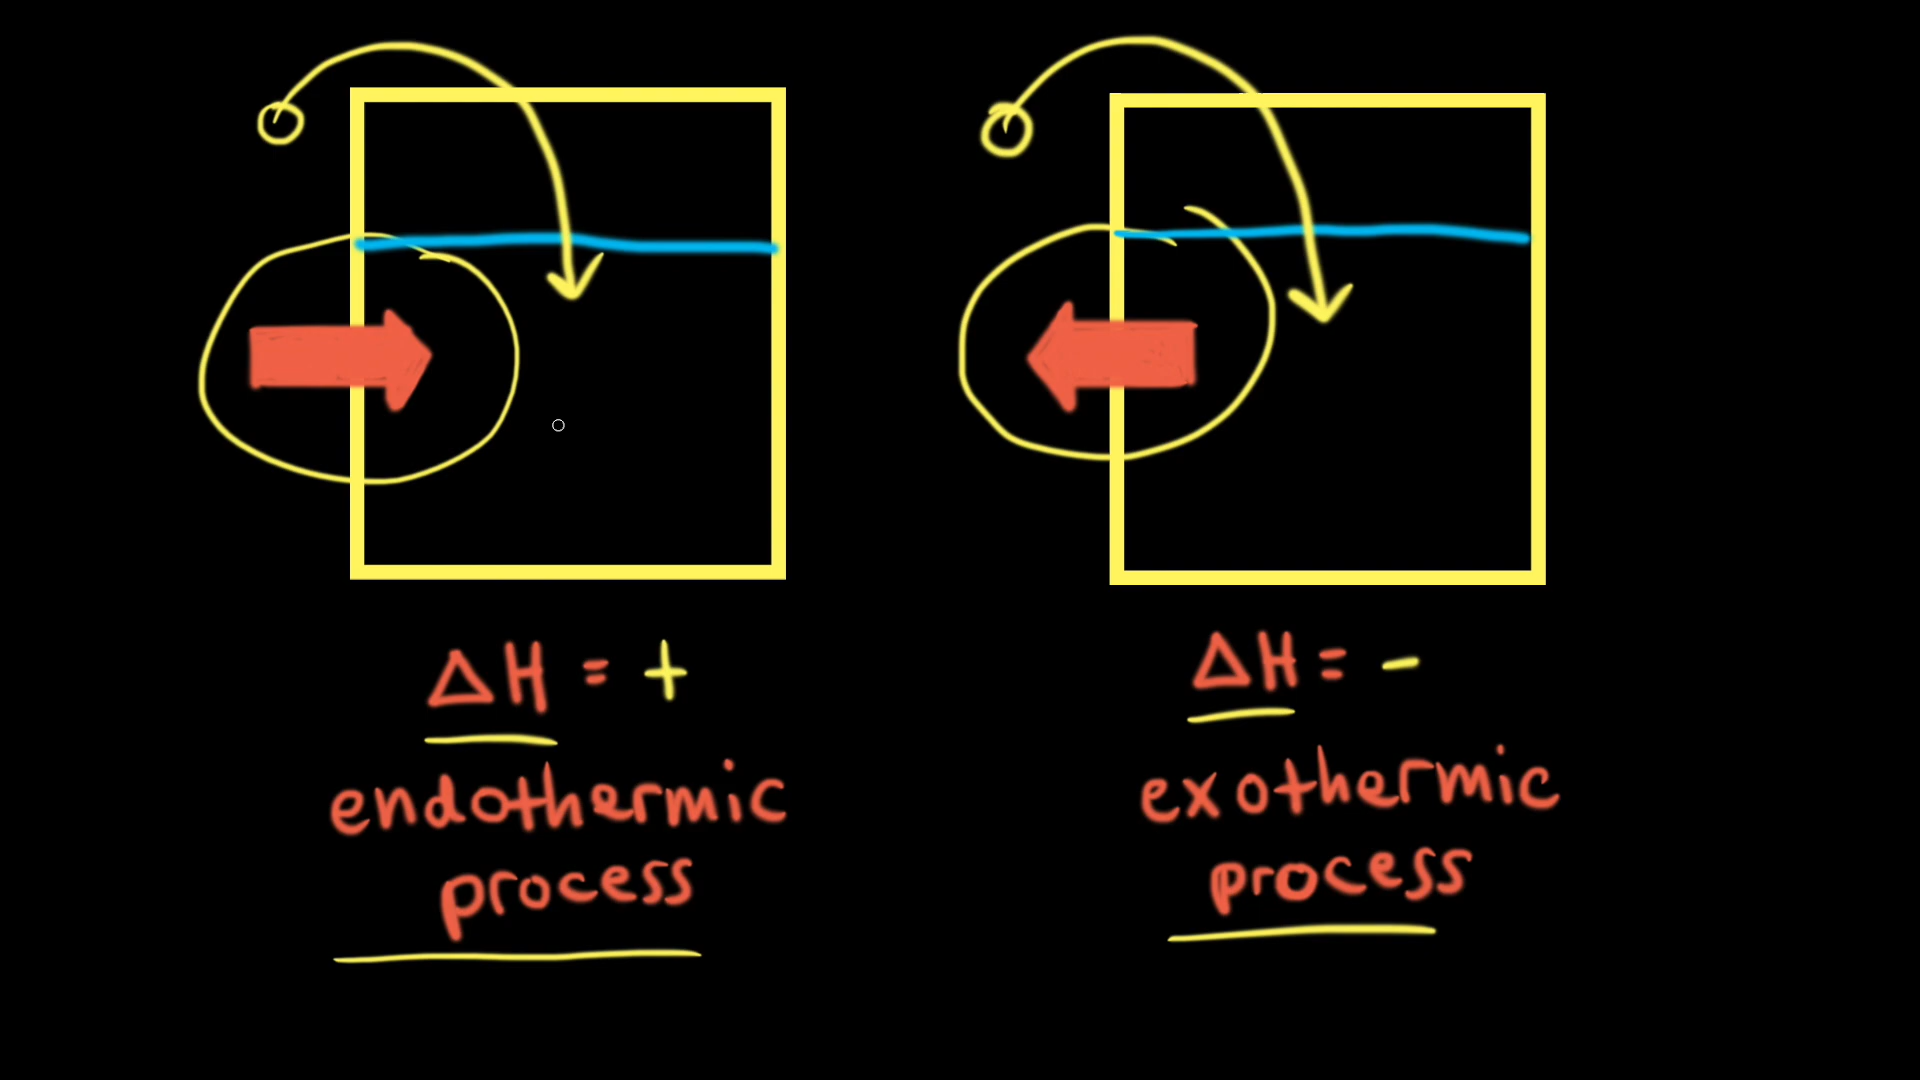 ΔH = +
endothermic
process
ΔH = -
exothermic
process